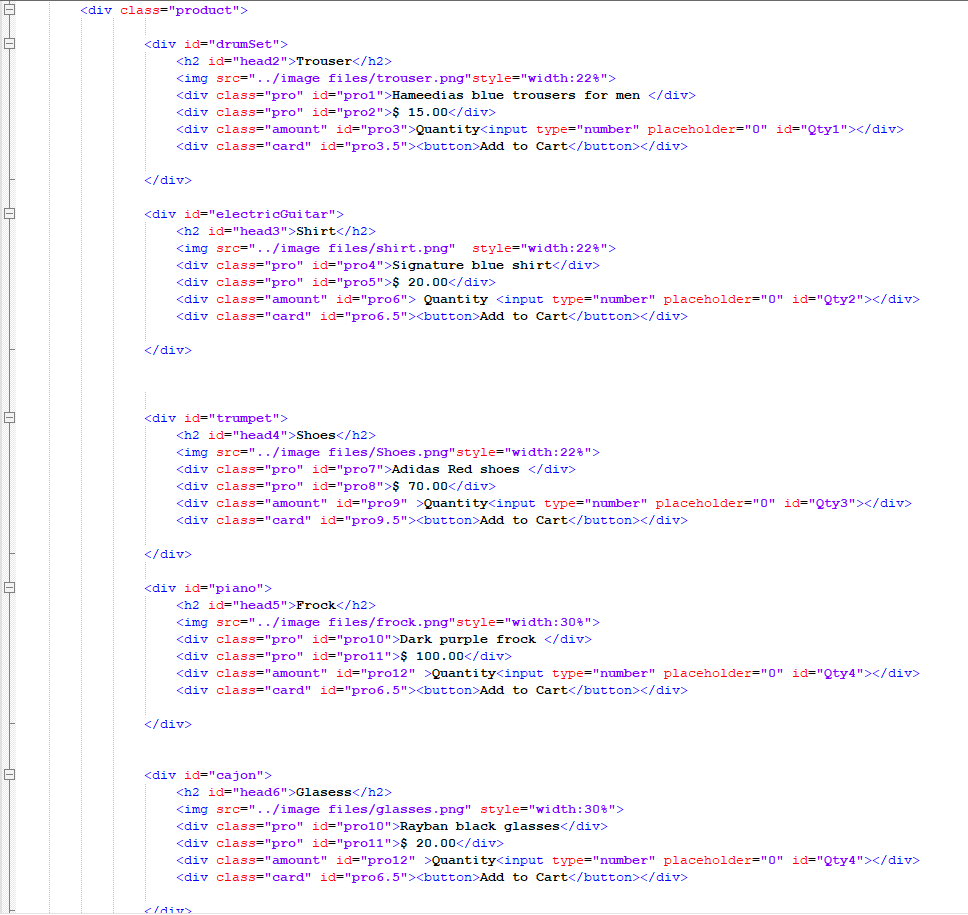 <div class="product">
<div id="drumSet">
<h2 id="head2">Trouser</h2>
<img src="../image files/trouser.png"style="width:22%">
<div class="pro" id="pro1">Hameedias blue trousers for men </div>
<div class="pro" id="pro2">$ 15.00</div>
<div class="amount" id="pro3">Quantity<input type="number" placeholder="0" id="Qty1"></div>
<div class="card" id="pro3.5"><button>Add to Cart</button></div>
</div>
<div id="electricGuitar">
<h2 id="head3">Shirt</h2>
<img src="../image files/shirt.png"  style="width:22%">
<div class="pro" id="pro4">Signature blue shirt</div>
<div class="pro" id="pro5">$ 20.00</div>
<div class="amount" id="pro6"> Quantity <input type="number" placeholder="0" id="Qty2"></div>
<div class="card" id="pro6.5"><button>Add to Cart</button></div>
</div>
<div id="trumpet">
<h2 id="head4">Shoes</h2>
<img src="../image files/Shoes.png"style="width:22%">
<div class="pro" id="pro7">Adidas Red shoes </div>
<div class="pro" id="pro8">$ 70.00</div>
<div class="amount" id="pro9" >Quantity<input type="number" placeholder="0" id="Qty3"></div>
<div class="card" id="pro9.5"><button>Add to Cart</button></div>
</div>
<div id="piano">
<h2 id="head5">Frock</h2>
<img src="../image files/frock.png"style="width:30%">
<div class="pro" id="pro10">Dark purple frock </div>
<div class="pro" id="pro11">$ 100.00</div>
<div class="amount" id="pro12" >Quantity<input type="number" placeholder="0" id="Qty4"></div>
<div class="card" id="pro6.5"><button>Add to Cart</button></div>
</div>
<div id="cajon">
<h2 id="head6">Glasess</h2>
<img src="../image files/glasses.png" style="width:30%">
<div class="pro" id="pro10">Rayban black glasses</div>
<div class="pro" id="pro11">$ 20.00</div>
<div class="amount" id="pro12" >Quantity<input type="number" placeholder="0" id="Qty4"></div>
<div class="card" id="pro6.5"><button>Add to Cart</button></div>
</div>